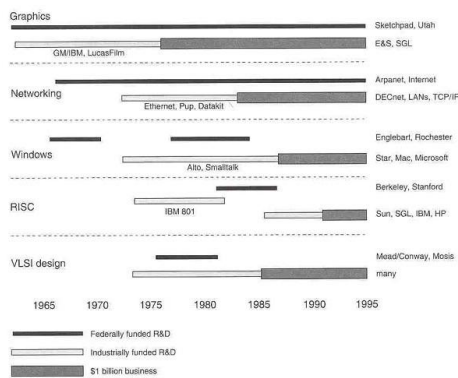 Graphics
Sketchpad, Utah
E&S, SGL
GM/IBM, LucasFilm
Arpanet, Internet
Networking
DECnet, LANs, TCP/IP
Ethernet, Pup, Datakit
Englebart, Rochester
Windows
Star, Mac, Microsoft
Alto, Smalltalk
Berkeley, Stanford
RISC
IBM 801
Sun, SGL, IBM, HP
Mead/Conway, Mosis
VLSI design
many
1965 1970 1975 1980 1985 1990 1995
Federally funded R&D
Industrially funded R&D
$1 billion business